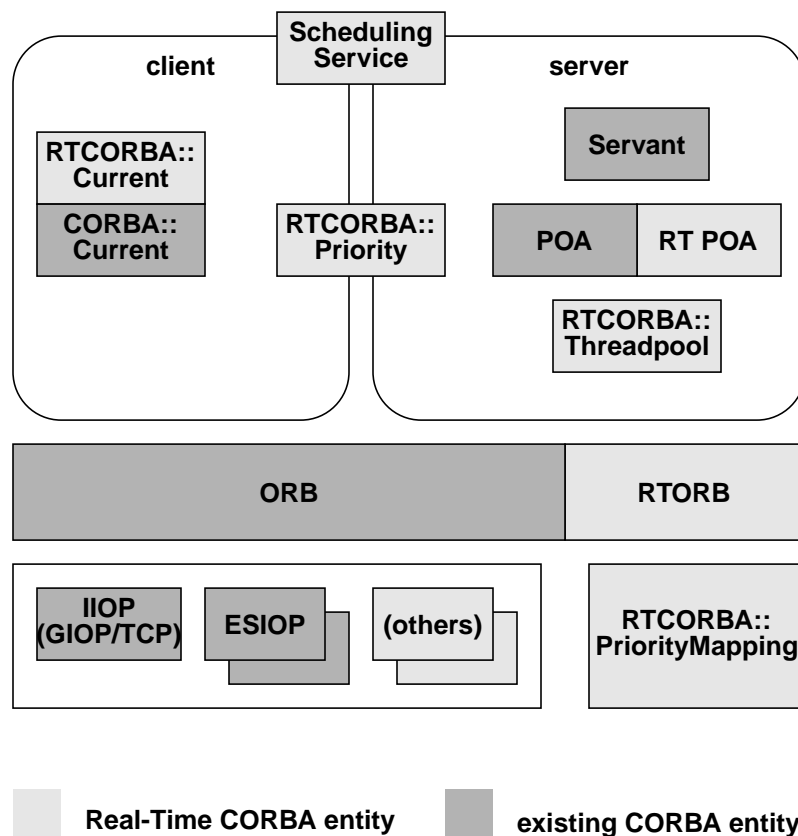 Scheduling
Service
client
server
RTCORBA::
Current
Servant
CORBA::
Current
RTCORBA::
Priority
POA
RT POA
RTCORBA::
Threadpool
ORB
RTORB
IIOP
(GIOP/TCP)
ESIOP
(others)
RTCORBA::
PriorityMapping
Real-Time CORBA entity
existing CORBA entity